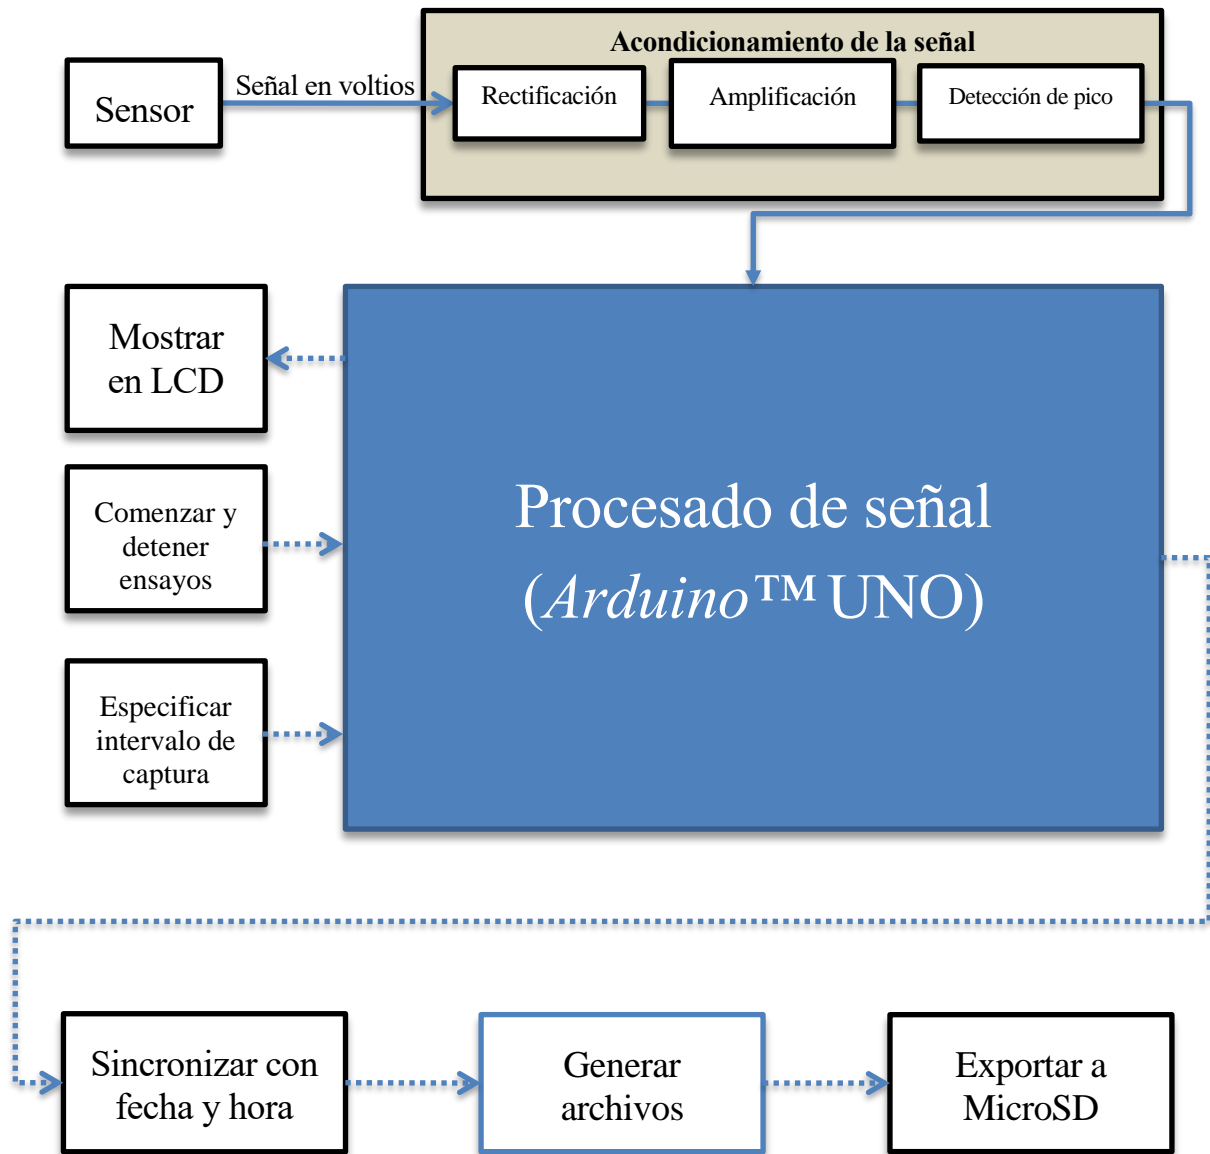 Acondicionamiento de la señal
Sensor
Señal en voltios
Rectificación
Amplificación
Detección de pico
Mostrar
en LCD
Comenzar y
detener
ensayos
Especificar
intervalo de
captura
Procesado de señal
(Arduino™ UNO)
Sincronizar con
fecha y hora
Generar
archivos
Exportar a
MicroSD